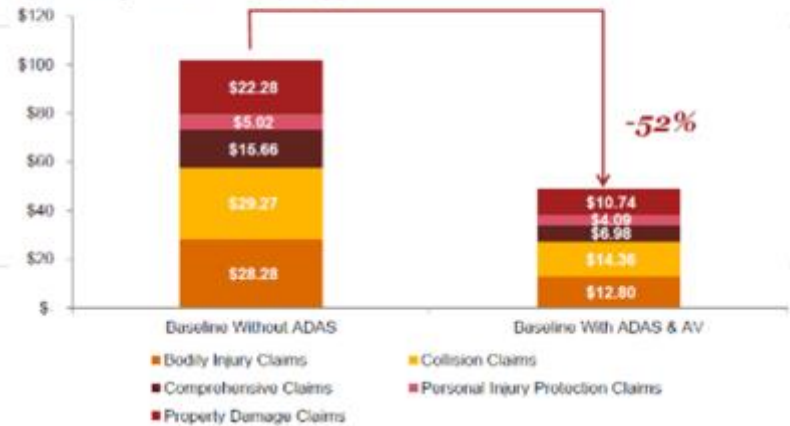 $120
$100
$80
$60
$40
$20
$-
$22.28
$5.02
$15.66
$29.27
$28.28
-52%
$10.74
$4.09
$6.98
$14.36
$12.80
Baseline Without ADAS
Baseline With ADAS & AV
Bodily Injury Claims
Collision Claims
Comprehensive Claims
Personal Injury Protection Claims
Property Damage Claims